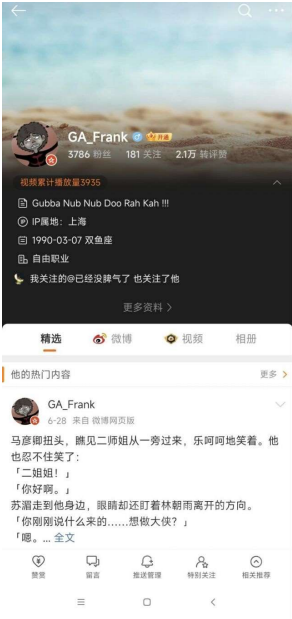 GA_Frank 开通
3786 粉丝 181 关注 2.1万 转评赞
视频累计播放量3935
Gubba Nub Nub Doo Rah Kah !!!
IP属地：上海
1990-03-07 双鱼座
自由职业
我关注的@已经没脾气了 也关注了他
更多资料
精选 微博 视频 相册
他的热门内容 更多
GA_Frank
6-28 来自 微博网页版
马彦卿扭头，瞧见二师姐从一旁过来，乐呵呵地笑着。他
也忍不住笑了：
「二姐姐！」
「你好啊。」
苏湄走到他身边，眼睛却还盯着林朝雨离开的方向。
「你刚刚说什么来的……想做大侠？」
「嗯。... 全文
赞赏 留言 推送管理 特别关注 相关推荐